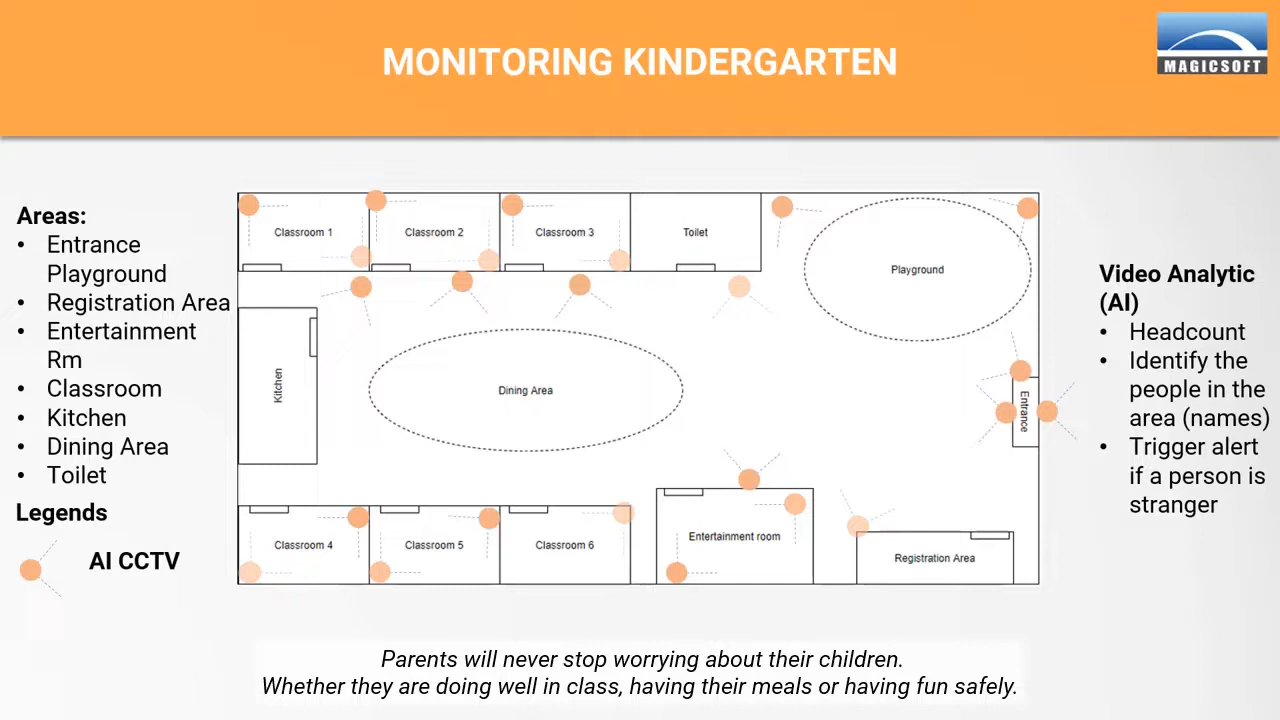 MONITORING KINDERGARTEN
MAGICSOFT
Areas:
• Entrance
Playground
• Registration Area
• Entertainment
Rm
• Classroom
• Kitchen
• Dining Area
• Toilet
Legends
AI CCTV
Classroom 1
Classroom 2
Classroom 3
Toilet
Playground
Kitchen
Dining Area
Entrance
Classroom 4
Classroom 5
Classroom 6
Entertainment room
Registration Area
Video Analytic
(AI)
• Headcount
• Identify the
people in the
area (names)
• Trigger alert
if a person is
stranger
Parents will never stop worrying about their children.
Whether they are doing well in class, having their meals or having fun safely.